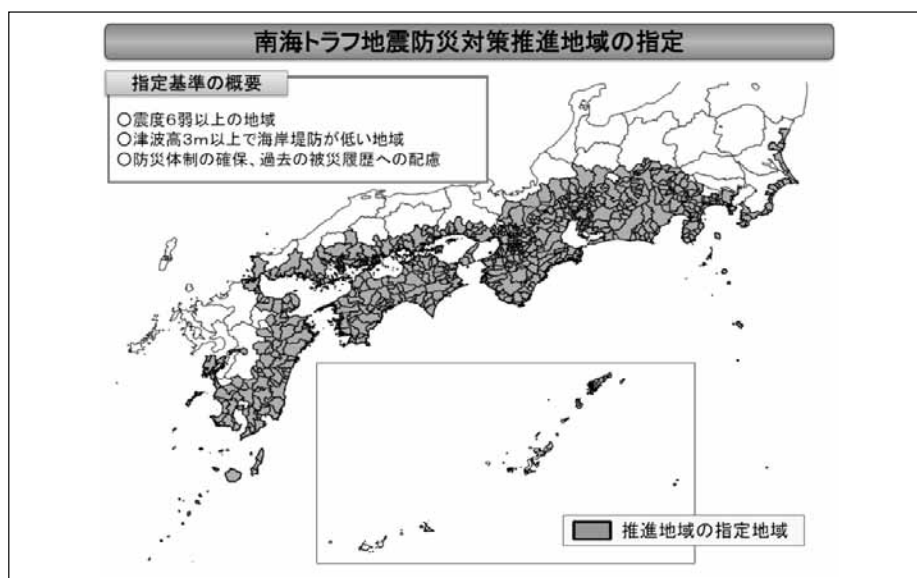 南海トラフ地震防災対策推進地域の指定
指定基準の概要
○震度6弱以上の地域
○津波高3m以上で海岸堤防が低い地域
○防災体制の確保、過去の被災履歴への配慮
推進地域の指定地域